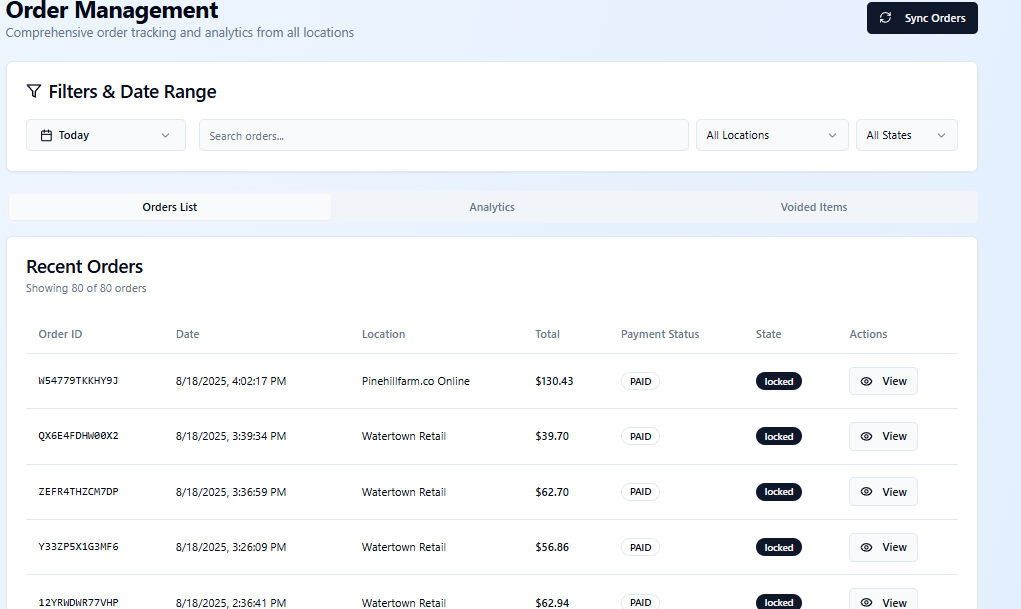 Order Management
Comprehensive order tracking and analytics from all locations
Sync Orders
Filters & Date Range
Today
Search orders...
All Locations
All States
Orders List
Analytics
Voided Items
Recent Orders
Showing 80 of 80 orders
Order ID Date Location Total Payment Status State Actions
W54779TKKHY9J 8/18/2025, 4:02:17 PM Pinehillfarm.co Online $130.43 PAID locked View
QX6E4FDHW00X2 8/18/2025, 3:39:34 PM Watertown Retail $39.70 PAID locked View
ZEFR4THZCM7DP 8/18/2025, 3:36:59 PM Watertown Retail $62.70 PAID locked View
Y33ZP5X1G3MF6 8/18/2025, 3:26:09 PM Watertown Retail $56.86 PAID locked View
12YRWDWR77VHP 8/18/2025, 2:36:41 PM Watertown Retail $62.94 PAID locked View